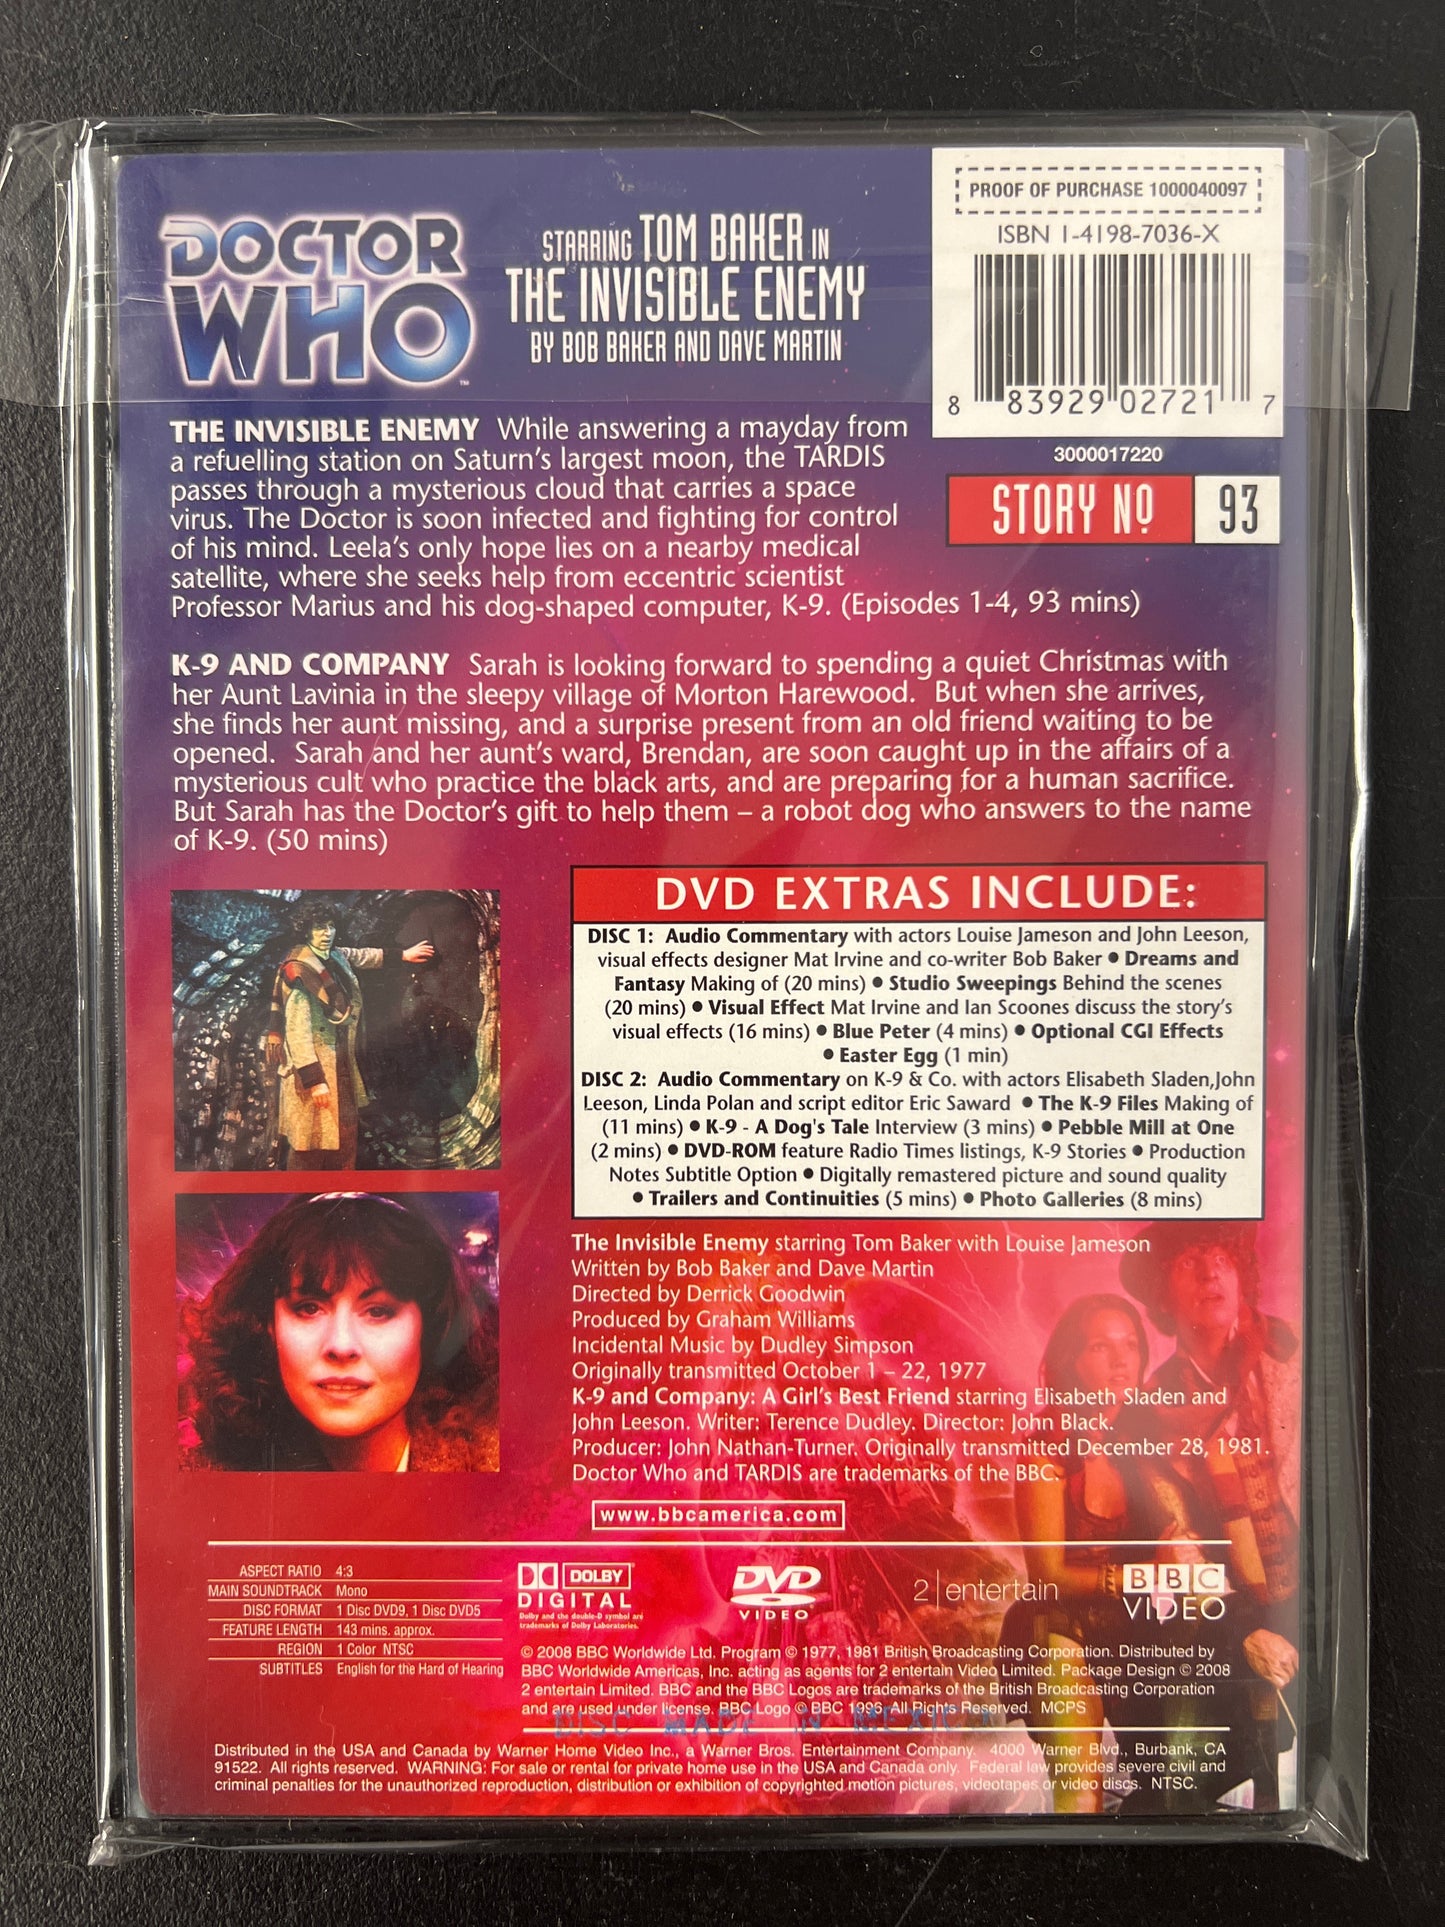 DOCTOR
WHO
™
STARRING TOM BAKER IN
THE INVISIBLE ENEMY
BY BOB BAKER AND DAVE MARTIN
PROOF OF PURCHASE 1000040097
ISBN 1-4198-7036-X
8 83929 02721 7
3000017220
STORY Nº 93
THE INVISIBLE ENEMY While answering a mayday from
a refuelling station on Saturn's largest moon, the TARDIS
passes through a mysterious cloud that carries a space
virus. The Doctor is soon infected and fighting for control
of his mind. Leela's only hope lies on a nearby medical
satellite, where she seeks help from eccentric scientist
Professor Marius and his dog-shaped computer, K-9. (Episodes 1-4, 93 mins)
K-9 AND COMPANY Sarah is looking forward to spending a quiet Christmas with
her Aunt Lavinia in the sleepy village of Morton Harewood. But when she arrives,
she finds her aunt missing, and a surprise present from an old friend waiting to be
opened. Sarah and her aunt's ward, Brendan, are soon caught up in the affairs of a
mysterious cult who practice the black arts, and are preparing for a human sacrifice.
But Sarah has the Doctor's gift to help them – a robot dog who answers to the name
of K-9. (50 mins)
DVD EXTRAS INCLUDE:
DISC 1: Audio Commentary with actors Louise Jameson and John Leeson,
visual effects designer Mat Irvine and co-writer Bob Baker • Dreams and
Fantasy Making of (20 mins) • Studio Sweepings Behind the scenes
(20 mins) • Visual Effect Mat Irvine and Ian Scoones discuss the story's
visual effects (16 mins) • Blue Peter (4 mins) • Optional CGI Effects
• Easter Egg (1 min)
DISC 2: Audio Commentary on K-9 & Co. with actors Elisabeth Sladen,John
Leeson, Linda Polan and script editor Eric Saward • The K-9 Files Making of
(11 mins) • K-9 - A Dog's Tale Interview (3 mins) • Pebble Mill at One
(2 mins) • DVD-ROM feature Radio Times listings, K-9 Stories • Production
Notes Subtitle Option • Digitally remastered picture and sound quality
• Trailers and Continuities (5 mins) • Photo Galleries (8 mins)
The Invisible Enemy starring Tom Baker with Louise Jameson
Written by Bob Baker and Dave Martin
Directed by Derrick Goodwin
Produced by Graham Williams
Incidental Music by Dudley Simpson
Originally transmitted October 1 – 22, 1977
K-9 and Company: A Girl's Best Friend starring Elisabeth Sladen and
John Leeson. Writer: Terence Dudley. Director: John Black.
Producer: John Nathan-Turner. Originally transmitted December 28, 1981.
Doctor Who and TARDIS are trademarks of the BBC.
www.bbcamerica.com
ASPECT RATIO 4:3
MAIN SOUNDTRACK Mono
DISC FORMAT 1 Disc DVD9, 1 Disc DVD5
FEATURE LENGTH 143 mins. approx.
REGION 1 Color NTSC
SUBTITLES English for the Hard of Hearing
DOLBY
DIGITAL
Dolby and the double-D symbol are
trademarks of Dolby Laboratories.
DVD
VIDEO
2 | entertain
BBC
VIDEO
© 2008 BBC Worldwide Ltd. Program © 1977, 1981 British Broadcasting Corporation. Distributed by
BBC Worldwide Americas, Inc. acting as agents for 2 entertain Video Limited. Package Design © 2008
2 entertain Limited. BBC and the BBC Logos are trademarks of the British Broadcasting Corporation
and are used under license. BBC Logo © BBC 1996. All Rights Reserved. MCPS
DISC MADE IN MEXICO
Distributed in the USA and Canada by Warner Home Video Inc., a Warner Bros. Entertainment Company. 4000 Warner Blvd., Burbank, CA
91522. All rights reserved. WARNING: For sale or rental for private home use in the USA and Canada only. Federal law provides severe civil and
criminal penalties for the unauthorized reproduction, distribution or exhibition of copyrighted motion pictures, videotapes or video discs. NTSC.